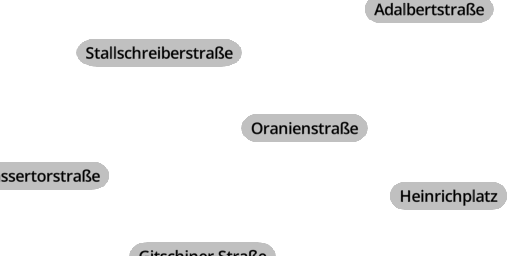 Adalbertstraße
Stallschreiberstraße
Oranienstraße
ssertorstraße
Heinrichplatz
Gitschiner Straße